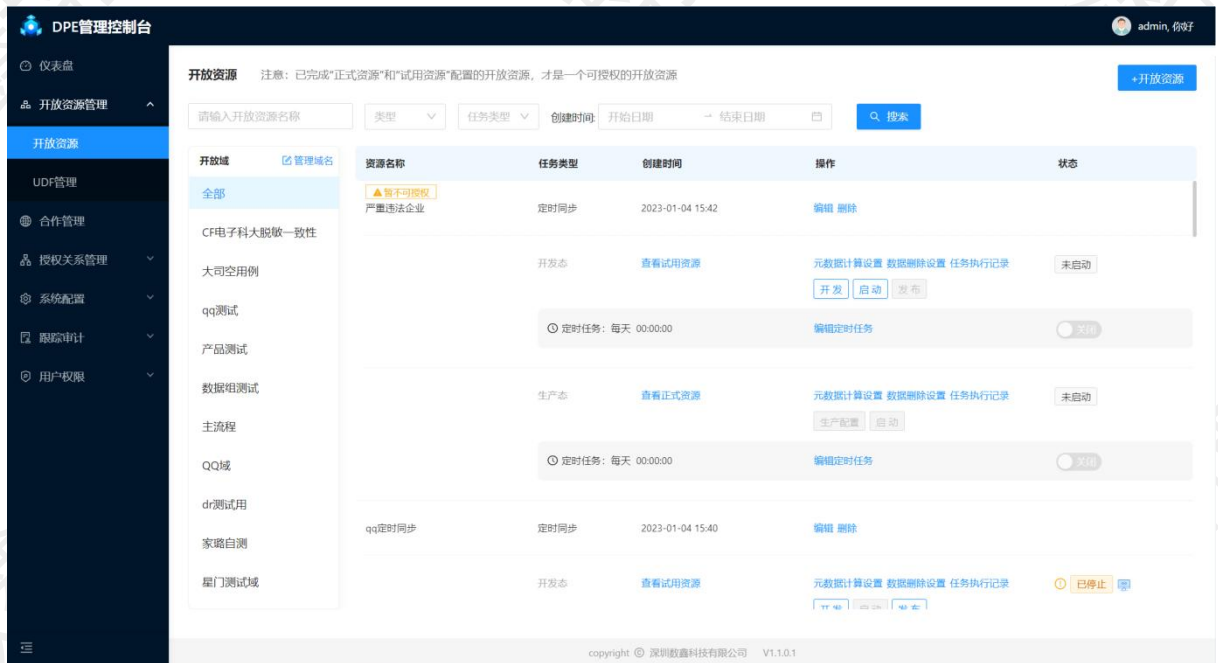 DPE管理控制台
admin, 你好
仪表盘
开放资源管理
开放资源
UDF管理
合作管理
授权关系管理
系统配置
跟踪审计
用户权限
开放资源 注意：已完成“正式资源”和“试用资源”配置的开放资源，才是一个可授权的开放资源
+开放资源
请输入开放资源名称 类型 任务类型 创建时间: 开始日期 → 结束日期 搜索
开放域 管理域名
全部
CF电子科大脱敏一致性
大司空用例
qq测试
产品测试
数据组测试
主流程
QQ域
dr测试用
家璐自测
星门测试域
资源名称 任务类型 创建时间 操作 状态
暂不可授权
严重违法企业 定时同步 2023-01-04 15:42 编辑 删除
开发态 查看试用资源 元数据计算设置 数据删除设置 任务执行记录 未启动
开发 启动 发布
定时任务：每天 00:00:00 编辑定时任务 关闭
生产态 查看正式资源 元数据计算设置 数据删除设置 任务执行记录 未启动
生产配置 启动
定时任务：每天 00:00:00 编辑定时任务 关闭
qq定时同步 定时同步 2023-01-04 15:40 编辑 删除
开发态 查看试用资源 元数据计算设置 数据删除设置 任务执行记录 已停止
开发 启动 发布
copyright © 深圳数鑫科技有限公司 V1.1.0.1